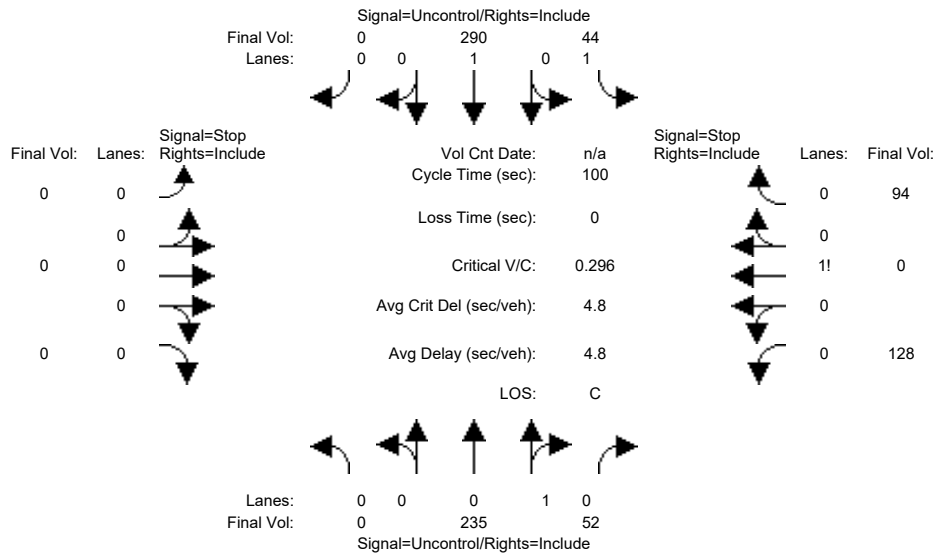 Signal=Uncontrol/Rights=Include
Final Vol: 0 290 44
Lanes: 0 0 1 0 1
Signal=Stop Signal=Stop
Final Vol: Lanes: Rights=Include Vol Cnt Date: n/a Rights=Include Lanes: Final Vol:
Cycle Time (sec): 100
0 0 0 94
Loss Time (sec): 0
0 0
0 0 Critical V/C: 0.296 1! 0
0 Avg Crit Del (sec/veh): 4.8 0
0 0 Avg Delay (sec/veh): 4.8 0 128
LOS: C
Lanes: 0 0 0 1 0
Final Vol: 0 235 52
Signal=Uncontrol/Rights=Include